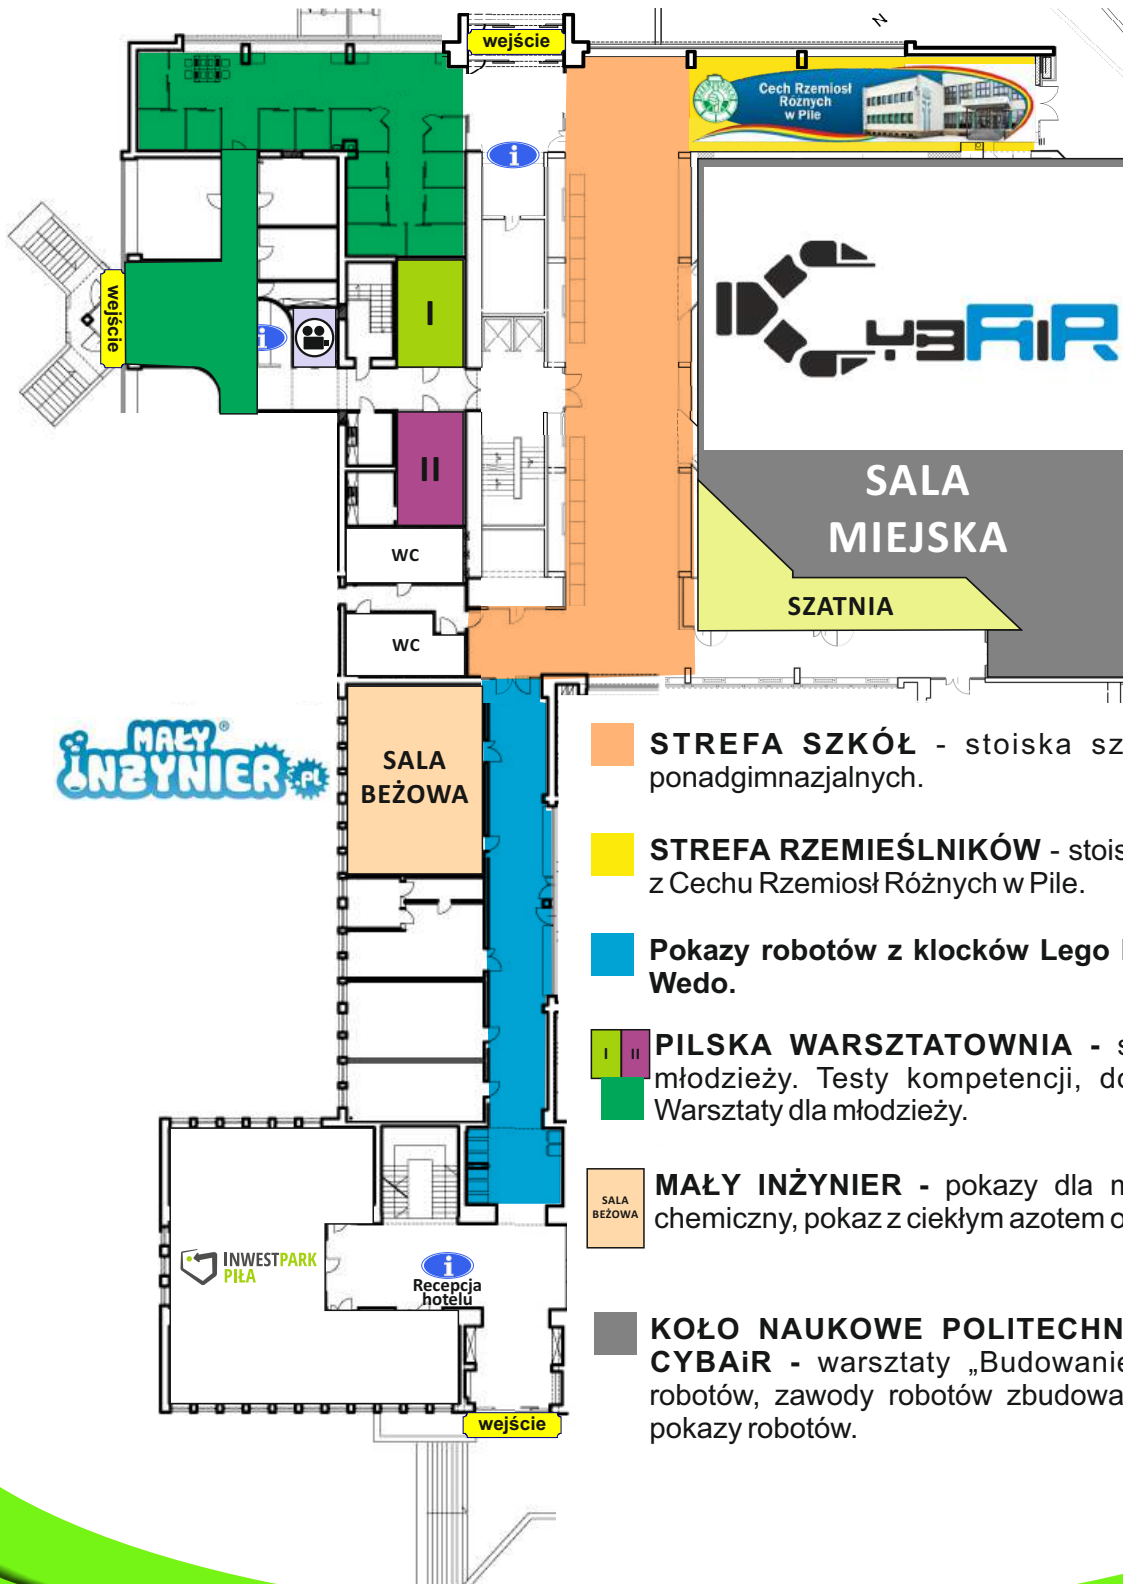 N
wejście
Cech Rzemiosł
Różnych
w Pile
i
wejście
I
i
CYBAiR
II
SALA
MIEJSKA
WC
SZATNIA
WC
MAŁY
INŻYNIER.PL
SALA
BEŻOWA
STREFA SZKÓŁ - stoiska sz
ponadgimnazjalnych.
STREFA RZEMIEŚLNIKÓW - stois
z Cechu Rzemiosł Różnych w Pile.
Pokazy robotów z klocków Lego
Wedo.
I II
PILSKA WARSZTATOWNIA - s
młodzieży. Testy kompetencji, do
Warsztaty dla młodzieży.
SALA
BEŻOWA
MAŁY INŻYNIER - pokazy dla m
chemiczny, pokaz z ciekłym azotem o
INWESTPARK
PIŁA
i
Recepcja
hotelu
KOŁO NAUKOWE POLITECHN
CYBAiR - warsztaty „Budowanie
robotów, zawody robotów zbudowa
pokazy robotów.
wejście